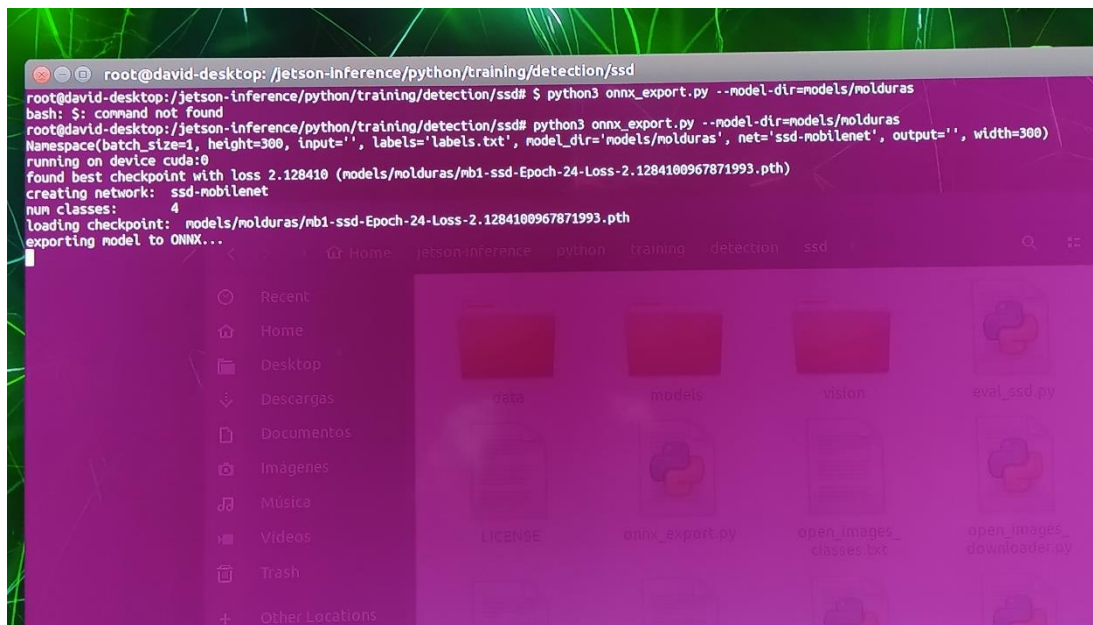 root@david-desktop: /jetson-inference/python/training/detection/ssd
root@david-desktop:/jetson-inference/python/training/detection/ssd# $ python3 onnx_export.py --model-dir=models/molduras
bash: $: command not found
root@david-desktop:/jetson-inference/python/training/detection/ssd# python3 onnx_export.py --model-dir=models/molduras
Namespace(batch_size=1, height=300, input='', labels='labels.txt', model_dir='models/molduras', net='ssd-mobilenet', output='', width=300)
running on device cuda:0
found best checkpoint with loss 2.128410 (models/molduras/mb1-ssd-Epoch-24-Loss-2.1284100967871993.pth)
creating network:  ssd-mobilenet
num classes:       4
loading checkpoint:  models/molduras/mb1-ssd-Epoch-24-Loss-2.1284100967871993.pth
exporting model to ONNX...
Home jetson-inference python training detection ssd
Recent
Home
Desktop
Descargas
Documentos
Imágenes
Música
Vídeos
Trash
Other Locations
data models vision eval_ssd.py
LICENSE onnx_export.py open_images_ open_images_
classes.txt downloader.py